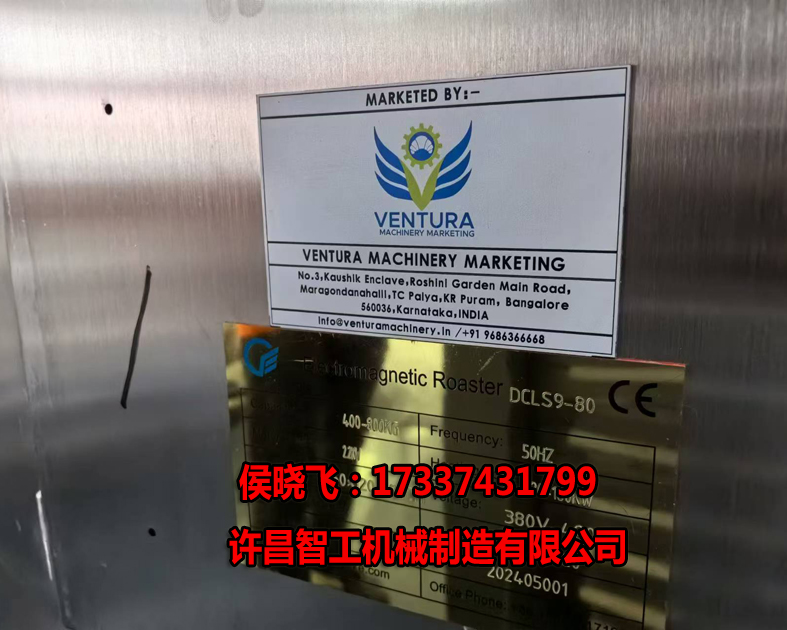 MARKETED BY:-
VENTURA
MACHINERY MARKETING
VENTURA MACHINERY MARKETING
No.3,Kaushik Enclave,Roshini Garden Main Road,
Maragondanahalli,TC Palya,KR Puram, Bangalore
560036,Karnataka,INDIA
info@venturamachinery.in /+91 9686366668
Electromagnetic Roaster DCLS9-80 CE
Frequency: 50HZ
侯晓飞：17337431799
Voltage: 380V
许昌智工机械制造有限公司
202405001
Office Phone: